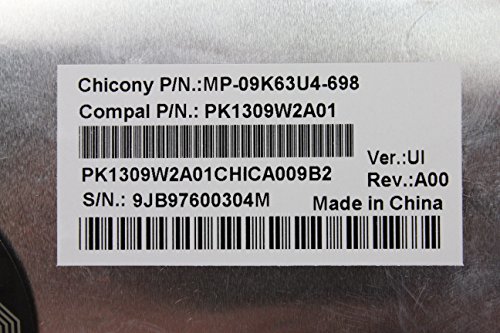 Chicony P/N.:MP-09K63U4-698
Compal P/N.: PK1309W2A01
PK1309W2A01CHICA009B2
Ver.:UI
S/N.: 9JB97600304M
Rev.:A00
Made in China